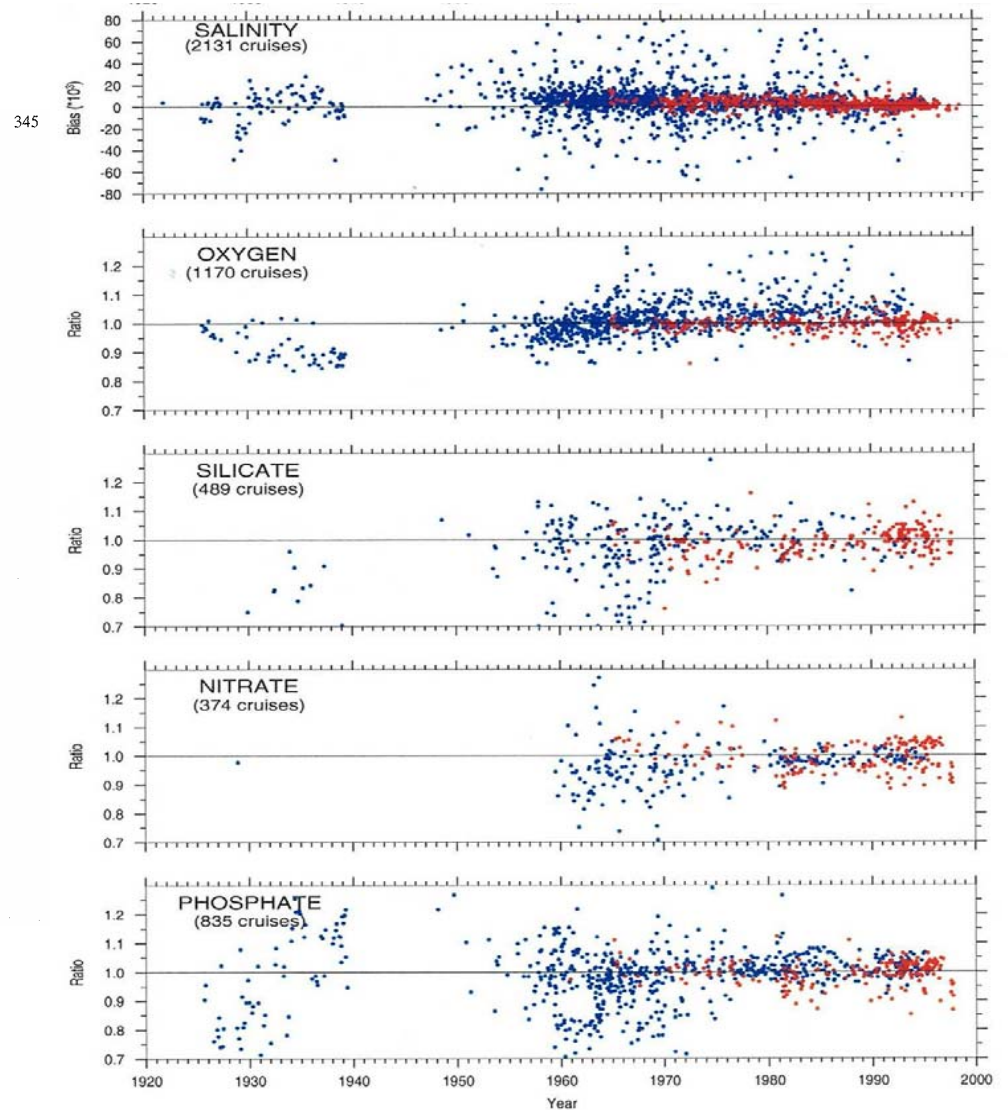 SALINITY
(2131 cruises)
80
60
40
20
0
-20
-40
-60
-80
Bias (*10³)
345
OXYGEN
(1170 cruises)
1.2
1.1
1.0
0.9
0.8
0.7
Ratio
SILICATE
(489 cruises)
1.2
1.1
1.0
0.9
0.8
0.7
Ratio
NITRATE
(374 cruises)
1.2
1.1
1.0
0.9
0.8
0.7
Ratio
PHOSPHATE
(835 cruises)
1.2
1.1
1.0
0.9
0.8
0.7
Ratio
1920 1930 1940 1950 1960 1970 1980 1990 2000
Year